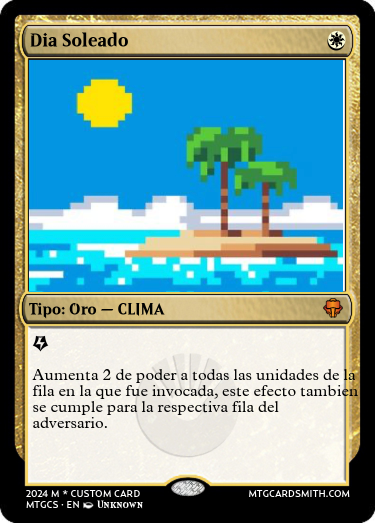 Dia Soleado
Tipo: Oro — CLIMA
Aumenta 2 de poder a todas las unidades de la
fila en la que fue invocada, este efecto tambien
se cumple para la respectiva fila del
adversario.
2024 M * CUSTOM CARD
MTGCS · EN Unknown
MTGCARDSMITH.COM